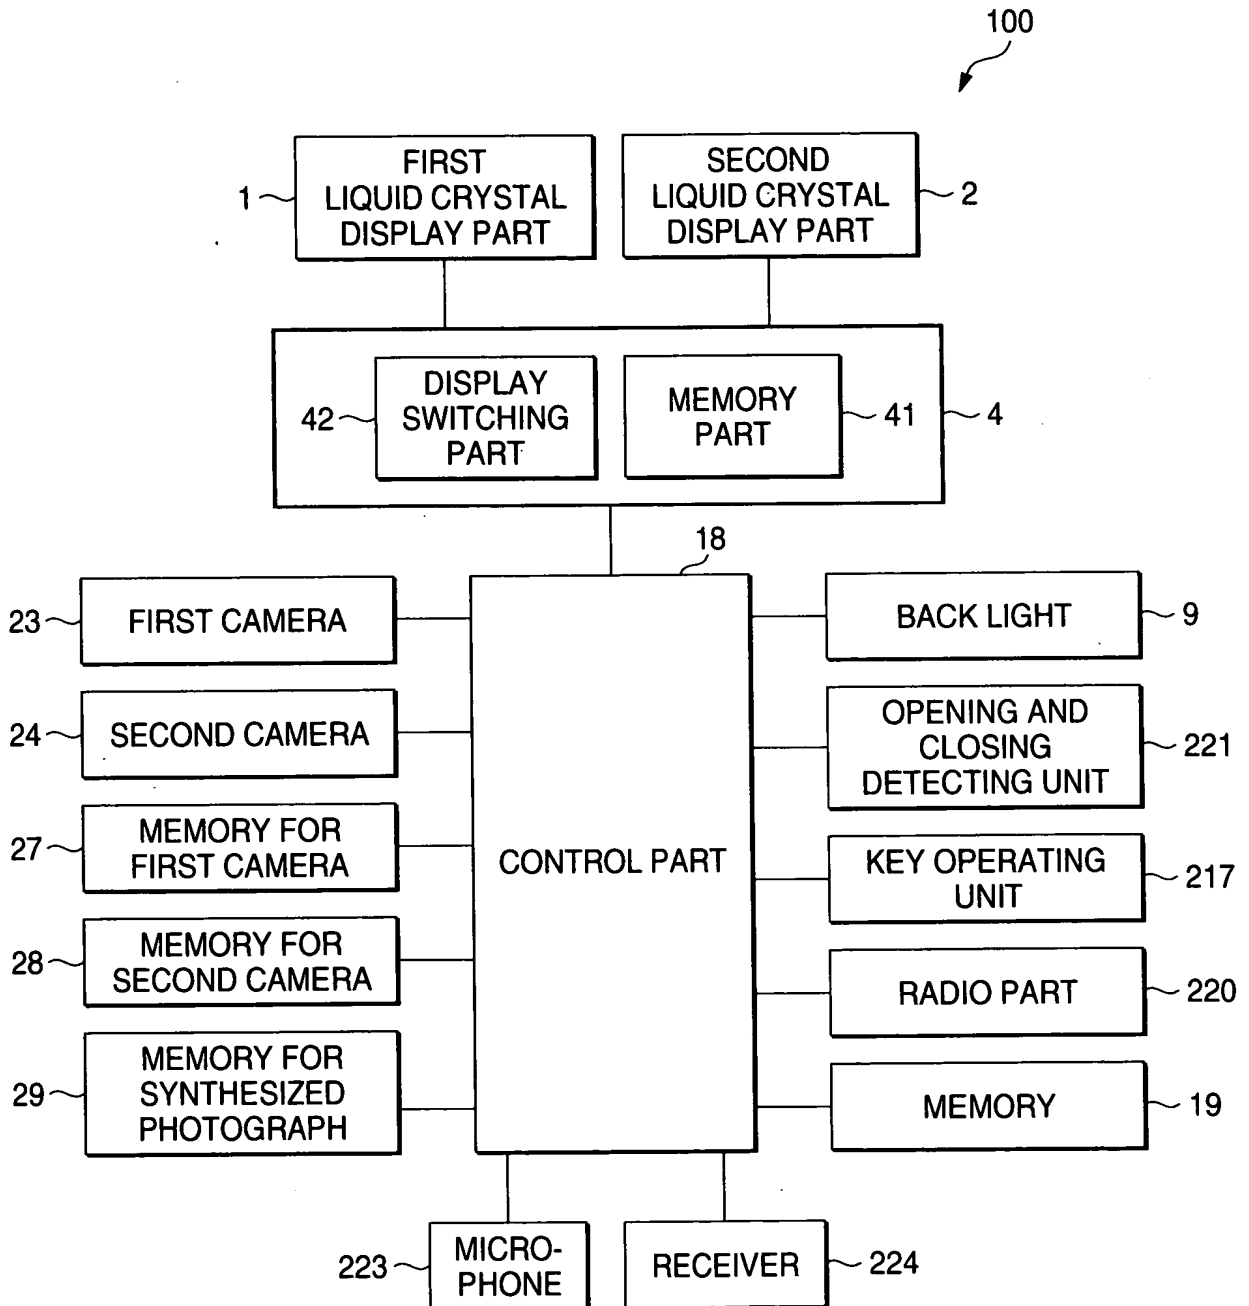 100
FIRST
LIQUID CRYSTAL
DISPLAY PART
1
SECOND
LIQUID CRYSTAL
DISPLAY PART
2
42
DISPLAY
SWITCHING
PART
MEMORY
PART
41
4
18
CONTROL PART
23
FIRST CAMERA
24
SECOND CAMERA
27
MEMORY FOR
FIRST CAMERA
28
MEMORY FOR
SECOND CAMERA
29
MEMORY FOR
SYNTHESIZED
PHOTOGRAPH
BACK LIGHT
9
OPENING AND
CLOSING
DETECTING UNIT
221
KEY OPERATING
UNIT
217
RADIO PART
220
MEMORY
19
223
MICRO-
PHONE
RECEIVER
224